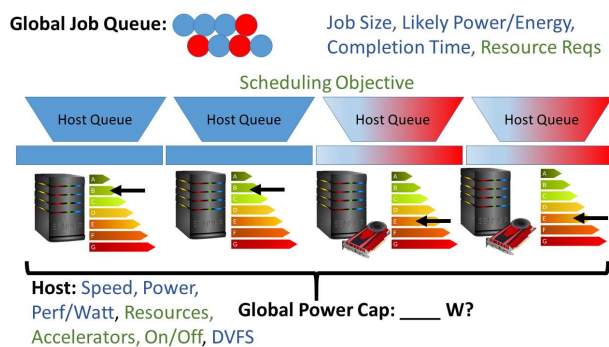 Global Job Queue:
Job Size, Likely Power/Energy,
Completion Time, Resource Reqs
Scheduling Objective
Host Queue
Host Queue
Host Queue
Host Queue
A
B
C
D
E
F
G
A
B
C
D
E
F
G
A
B
C
D
E
F
G
A
B
C
D
E
F
G
Host: Speed, Power,
Perf/Watt, Resources,
Accelerators, On/Off, DVFS
Global Power Cap: ____ W?